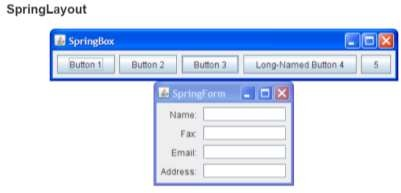 SpringLayout
SpringBox
Button 1 Button 2 Button 3 Long-Named Button 4 5
SpringForm
Name:
Fax:
Email:
Address: